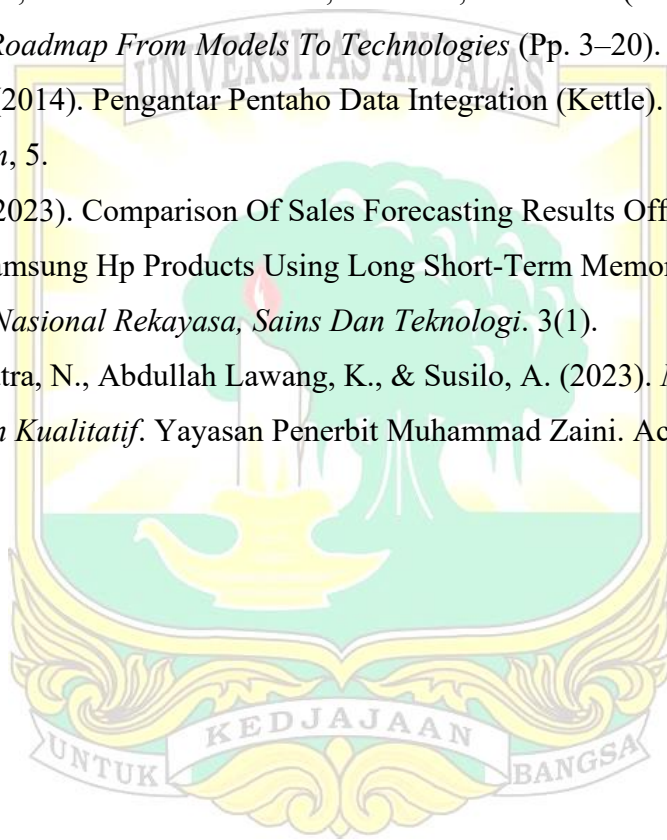 Roadmap From Models To Technologies (Pp. 3–20).
UNIVERSITAS ANDALAS
(2014). Pengantar Pentaho Data Integration (Kettle).
, 5.
2023). Comparison Of Sales Forecasting Results Off
amsung Hp Products Using Long Short-Term Memor
Nasional Rekayasa, Sains Dan Teknologi. 3(1).
tra, N., Abdullah Lawang, K., & Susilo, A. (2023).
Kualitatif. Yayasan Penerbit Muhammad Zaini. Ac
UNTUK KEDJAJAAN BANGSA